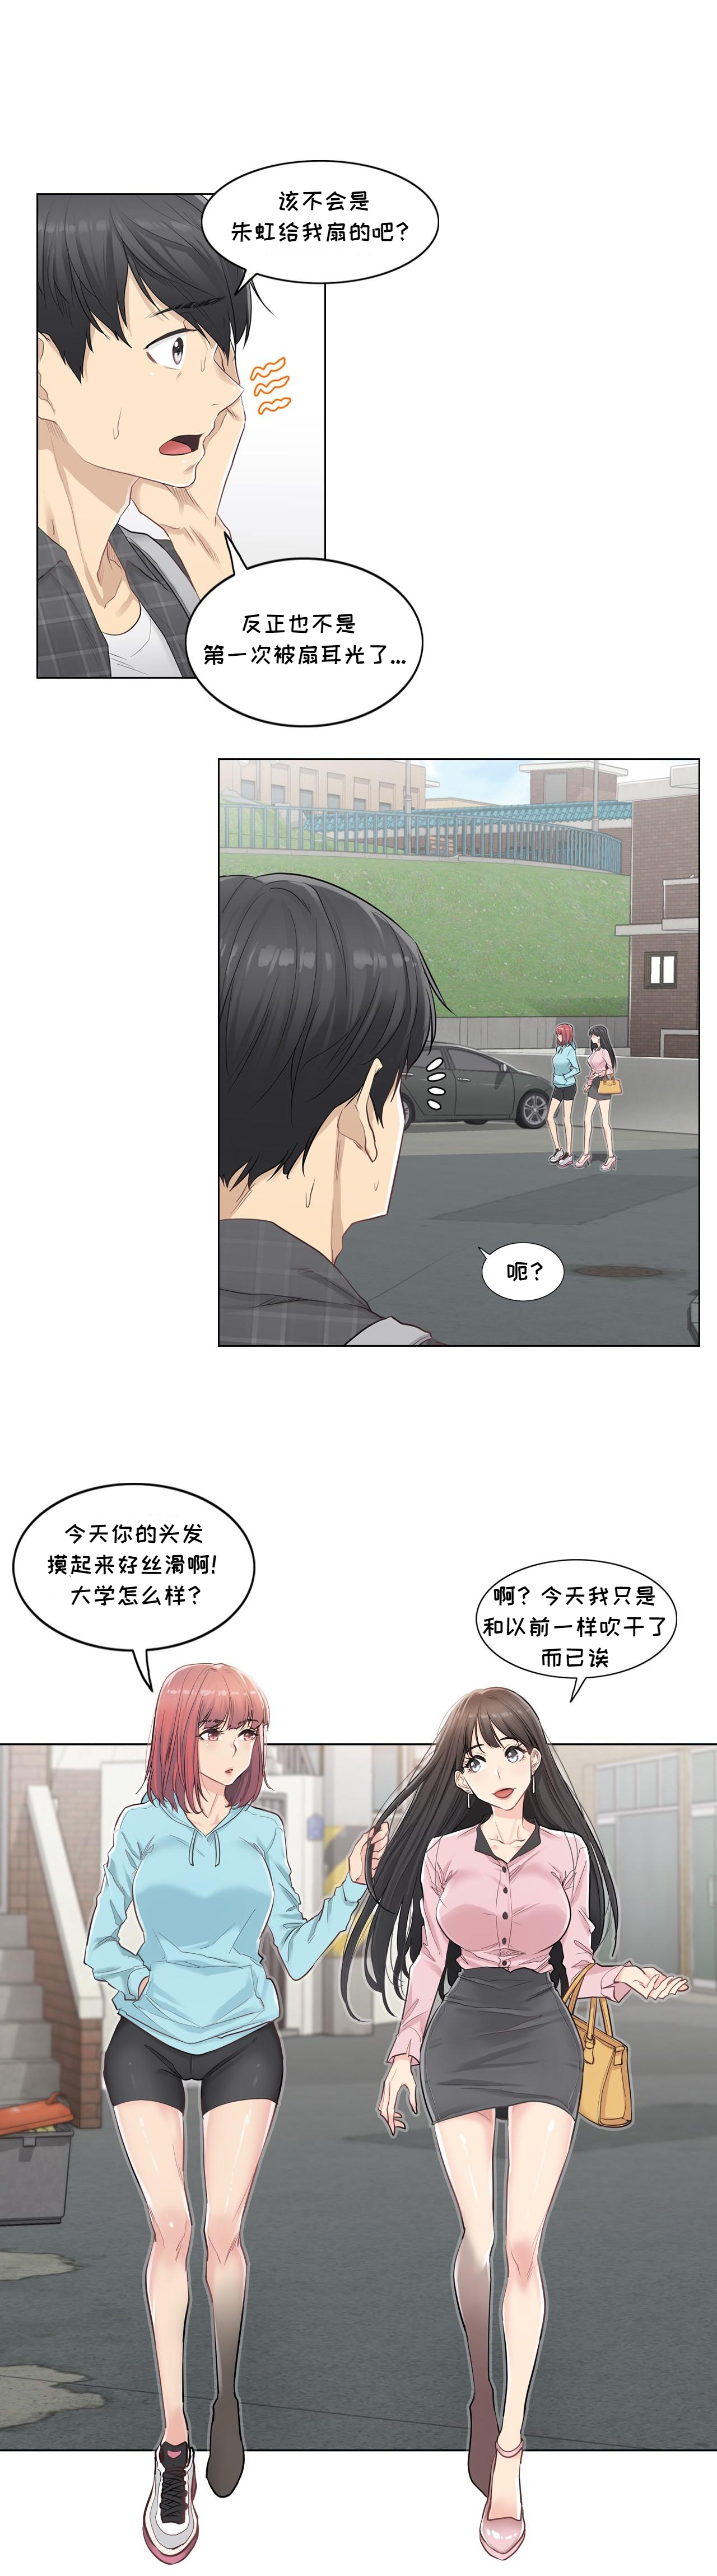 该不会是
朱虹给我扇的吧?
反正也不是
第一次被扇耳光了...
呃?
今天你的头发
摸起来好丝滑啊!
大学怎么样?
啊? 今天我只是
和以前一样吹干了
而已诶